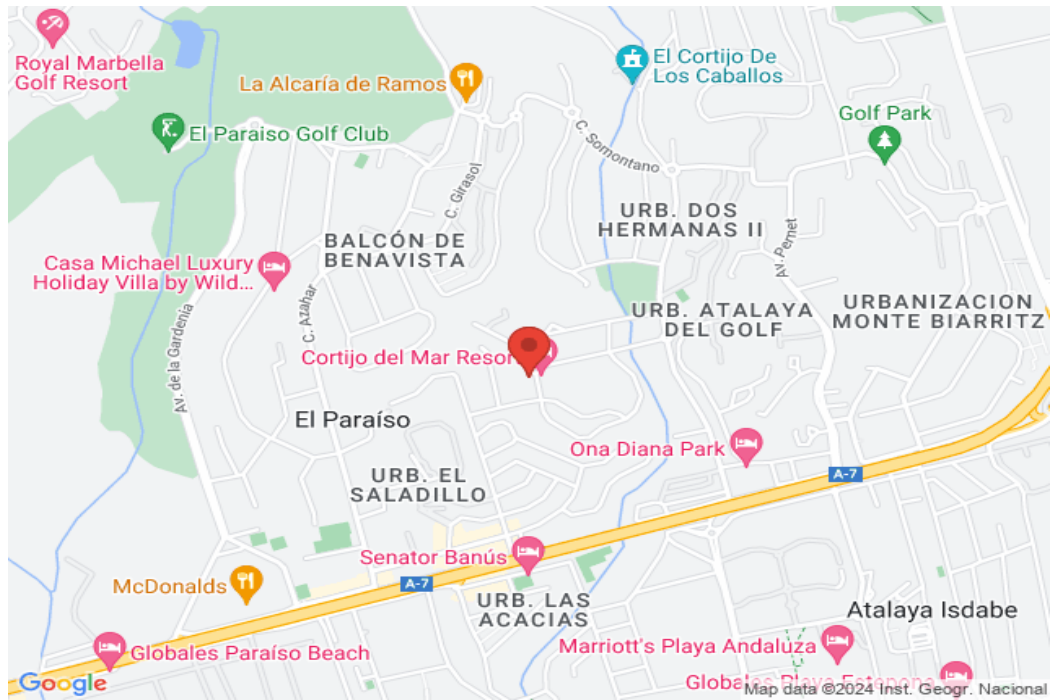 Royal Marbella
Golf Resort
La Alcaría de Ramos
El Cortijo De
Los Caballos
Golf Park
El Paraiso Golf Club
C. Somontano
C. Girasol
URB. DOS
HERMANAS II
BALCÓN DE
BENAVISTA
Av. Pernet
Casa Michael Luxury
Holiday Villa by Wild...
C. Azahar
Av. de la Gardenia
URB. ATALAYA
DEL GOLF
URBANIZACION
MONTE BIARRITZ
Cortijo del Mar Resort
El Paraíso
Ona Diana Park
URB. EL
SALADILLO
A-7
Senator Banús
A-7
McDonalds
URB. LAS
ACACIAS
Atalaya Isdabe
Marriott's Playa Andaluza
Globales Paraíso Beach
Globales Playa Estepona
Google
Map data ©2024 Inst. Geogr. Nacional